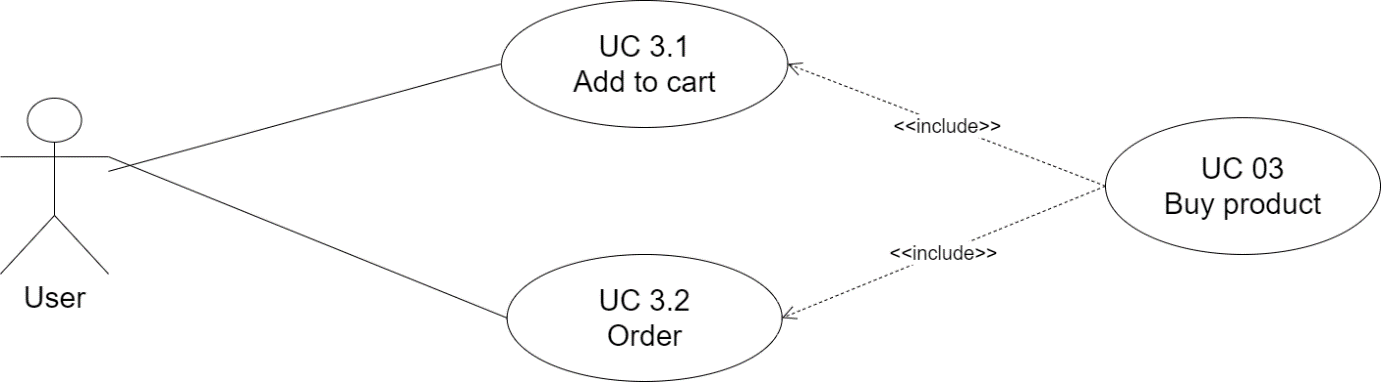 UC 3.1
Add to cart
<<include>>
UC 03
Buy product
<<include>>
User
UC 3.2
Order